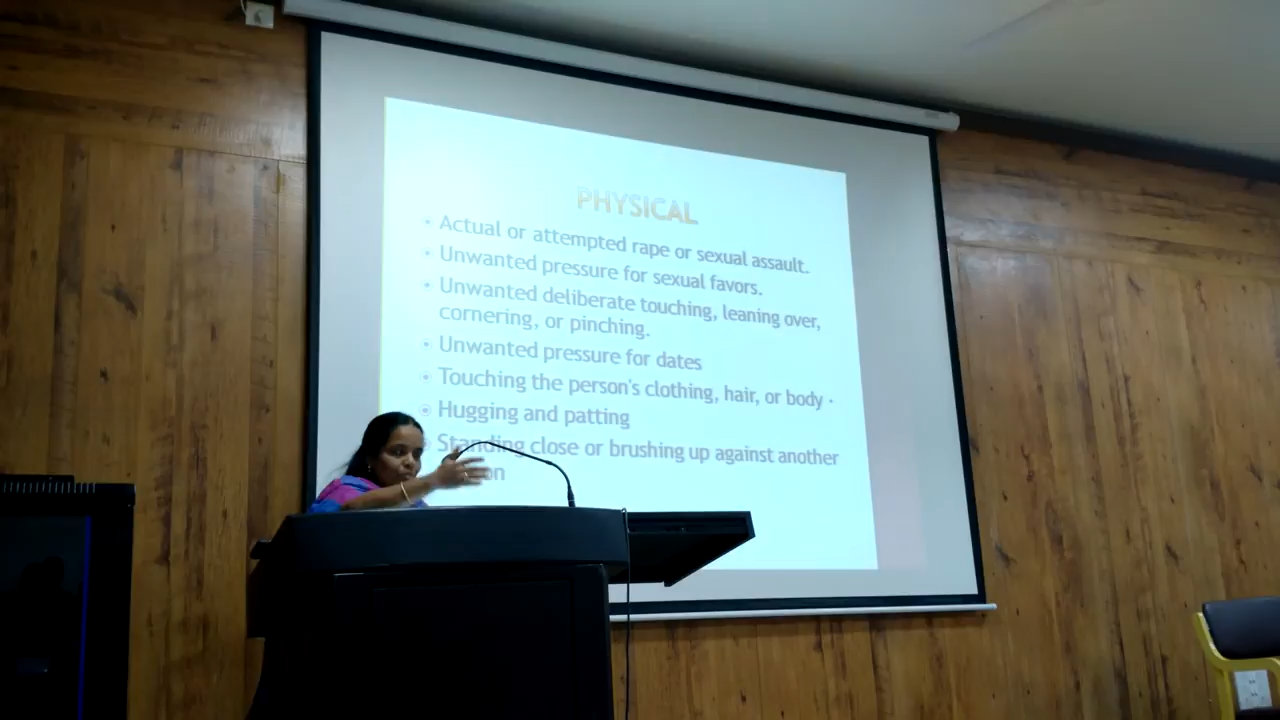 PHYSICAL
• Actual or attempted rape or sexual assault.
• Unwanted pressure for sexual favors.
• Unwanted deliberate touching, leaning over,
cornering, or pinching.
• Unwanted pressure for dates
• Touching the person's clothing, hair, or body ·
• Hugging and patting
Standing close or brushing up against another